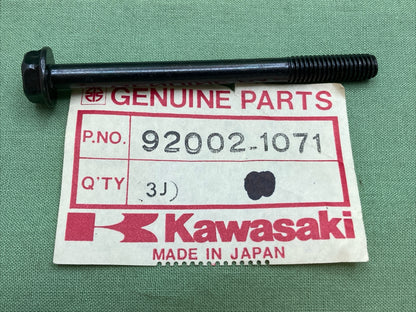 GENUINE PARTS
P.NO. 92002-1071
Q'TY (3J)
Kawasaki
MADE IN JAPAN